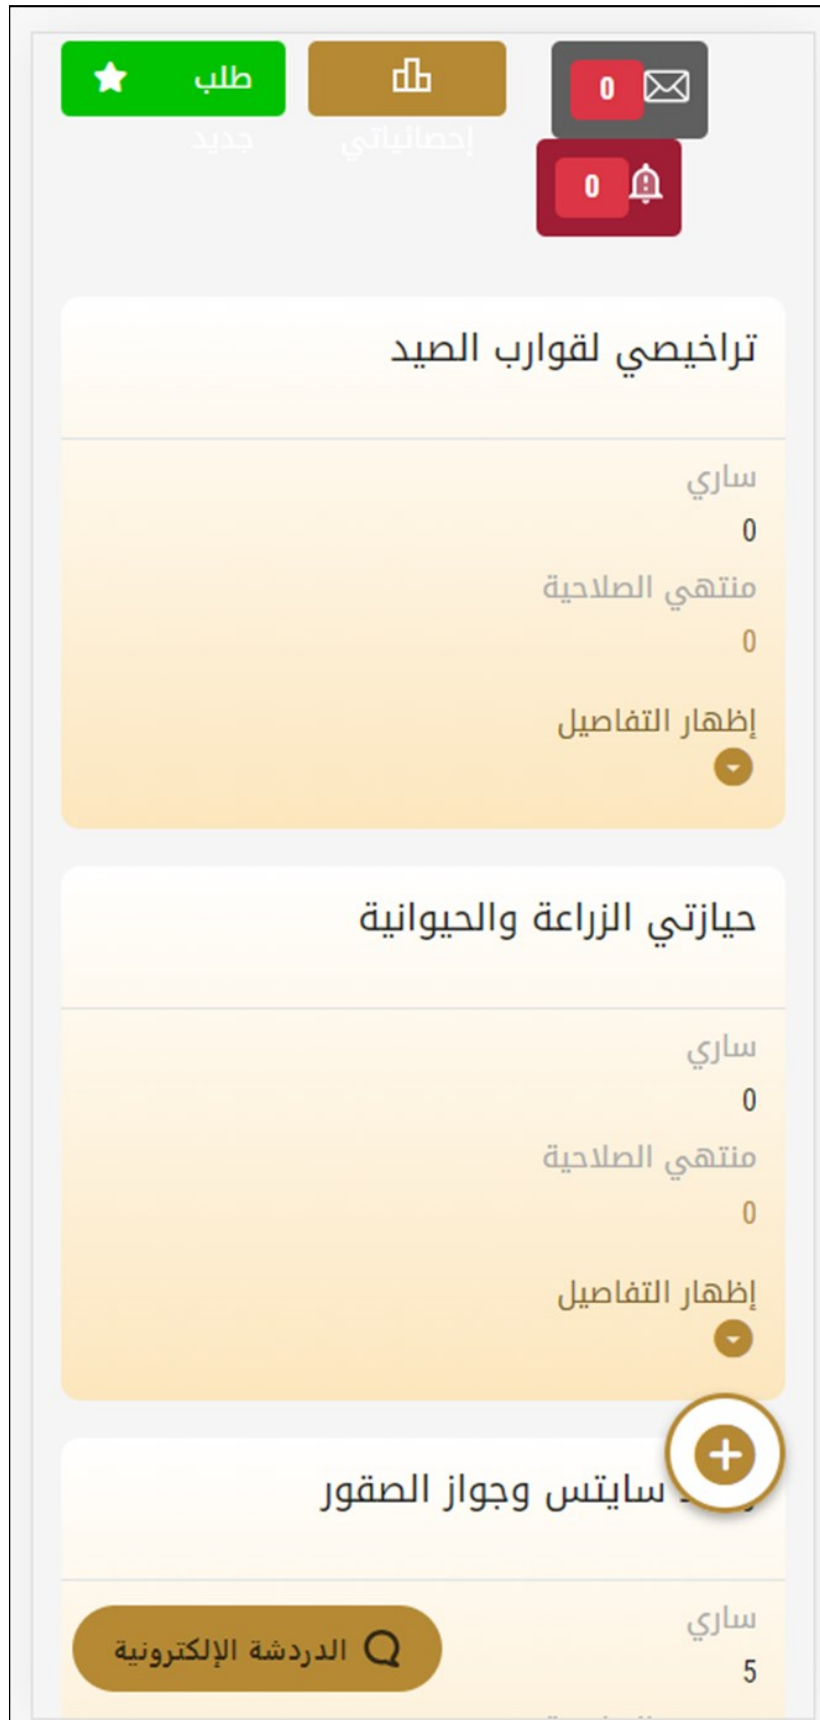 0
إحصائياتي
طلب
جديد
0
تراخيصي لقوارب الصيد
ساري
0
منتهي الصلاحية
0
إظهار التفاصيل
حيازتي الزراعة والحيوانية
ساري
0
منتهي الصلاحية
0
إظهار التفاصيل
سايتس وجواز الصقور
ساري
5
الدردشة الإلكترونية